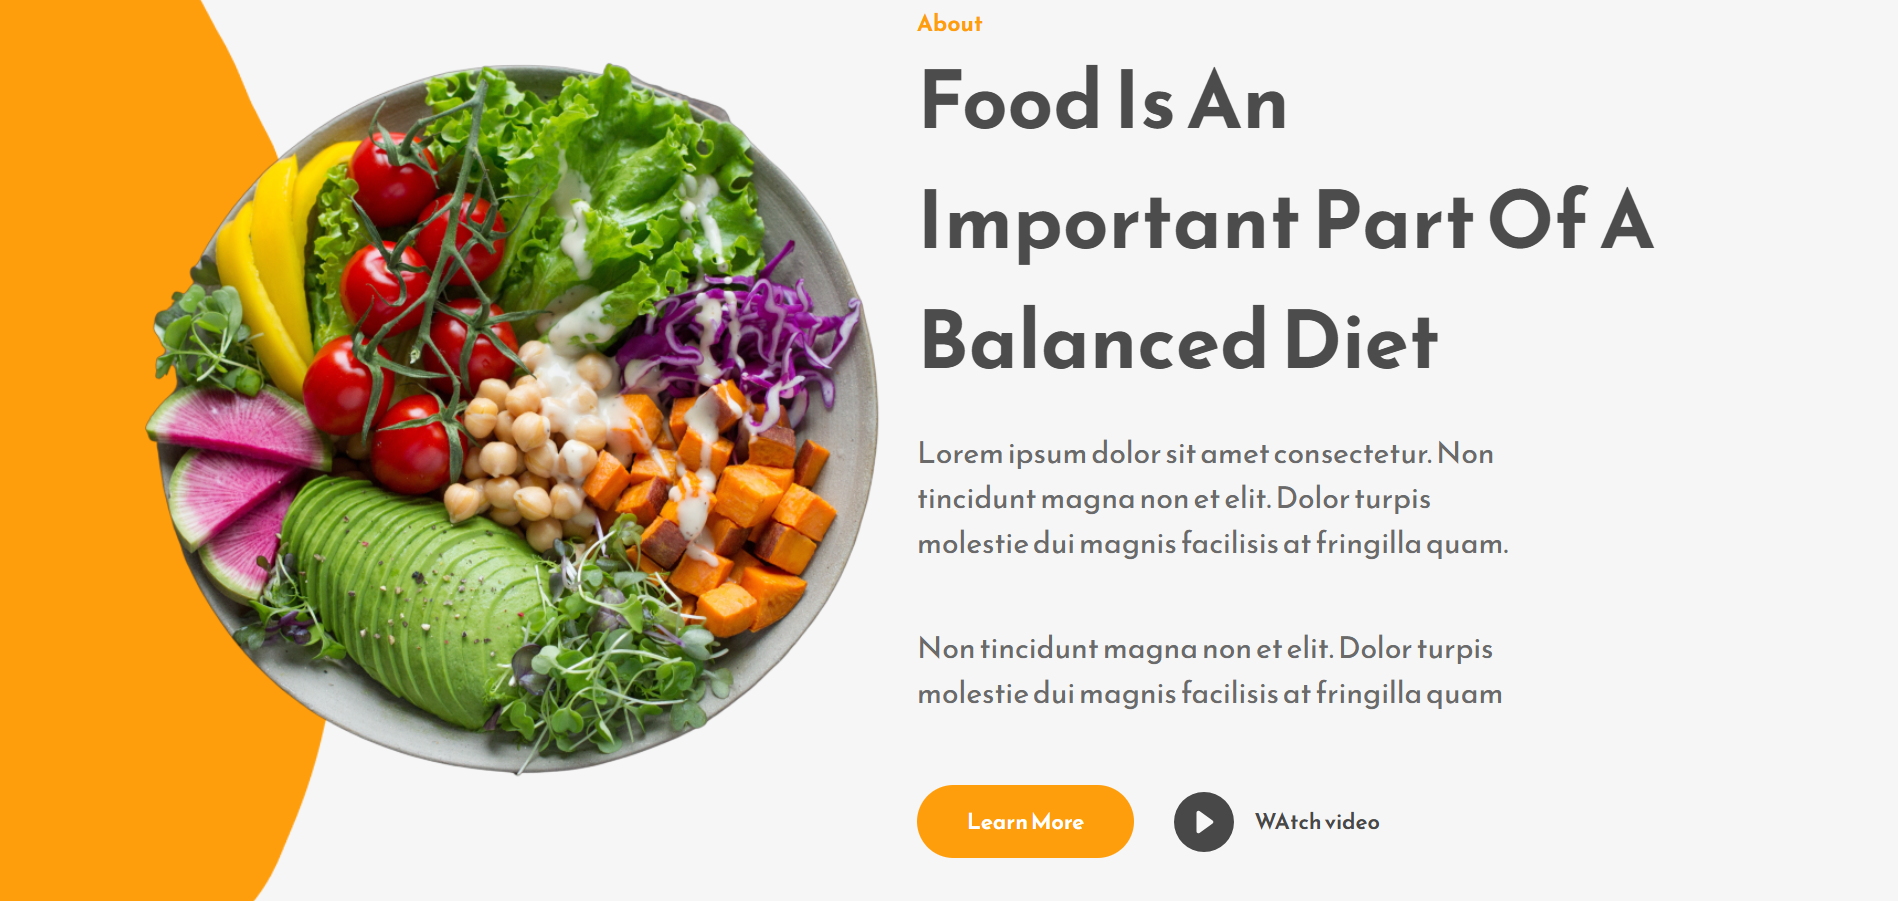 About
Food Is An
Important Part Of A
Balanced Diet
Lorem ipsum dolor sit amet consectetur. Non
tincidunt magna non et elit. Dolor turpis
molestie dui magnis facilisis at fringilla quam.
Non tincidunt magna non et elit. Dolor turpis
molestie dui magnis facilisis at fringilla quam
Learn More
WAtch video